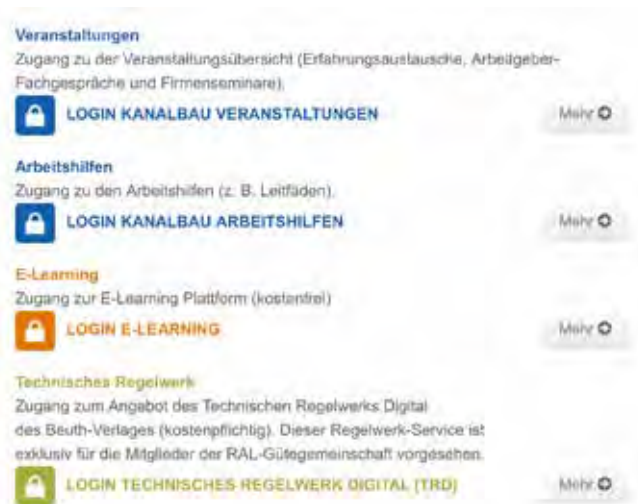 Veranstaltungen
Zugang zu der Veranstaltungsübersicht (Erfahrungsaustausche, Arbeitgeber-
Fachgespräche und Firmenseminare).
LOGIN KANALBAU VERANSTALTUNGEN Mehr
Arbeitshilfen
Zugang zu den Arbeitshilfen (z. B. Leitfäden).
LOGIN KANALBAU ARBEITSHILFEN Mehr
E-Learning
Zugang zur E-Learning Plattform (kostenfrei)
LOGIN E-LEARNING Mehr
Technisches Regelwerk
Zugang zum Angebot des Technischen Regelwerks Digital
des Beuth-Verlages (kostenpflichtig). Dieser Regelwerk-Service ist
exklusiv für die Mitglieder der RAL-Gütegemeinschaft vorgesehen.
LOGIN TECHNISCHES REGELWERK DIGITAL (TRD) Mehr